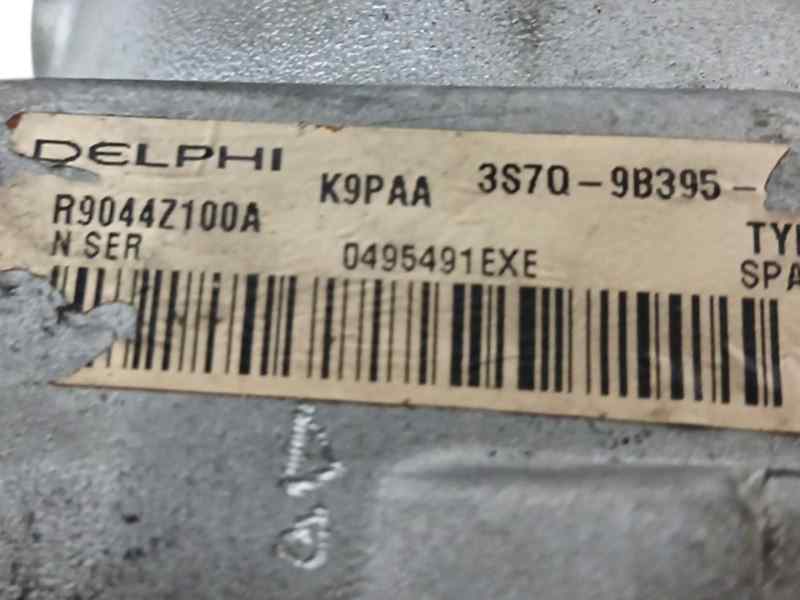 DELPHI K9PAA 3S7Q-9B395-
R9044Z100A
N SER 0495491EXE